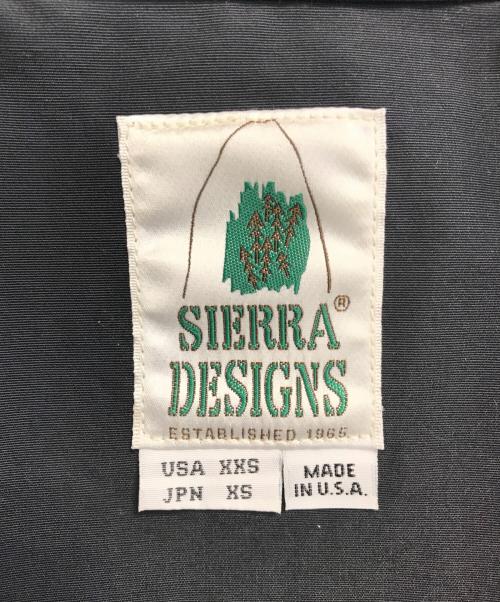 SIERRA®
DESIGNS
ESTABLISHED 1965
USA XXS
JPN XS
MADE
IN U.S.A.